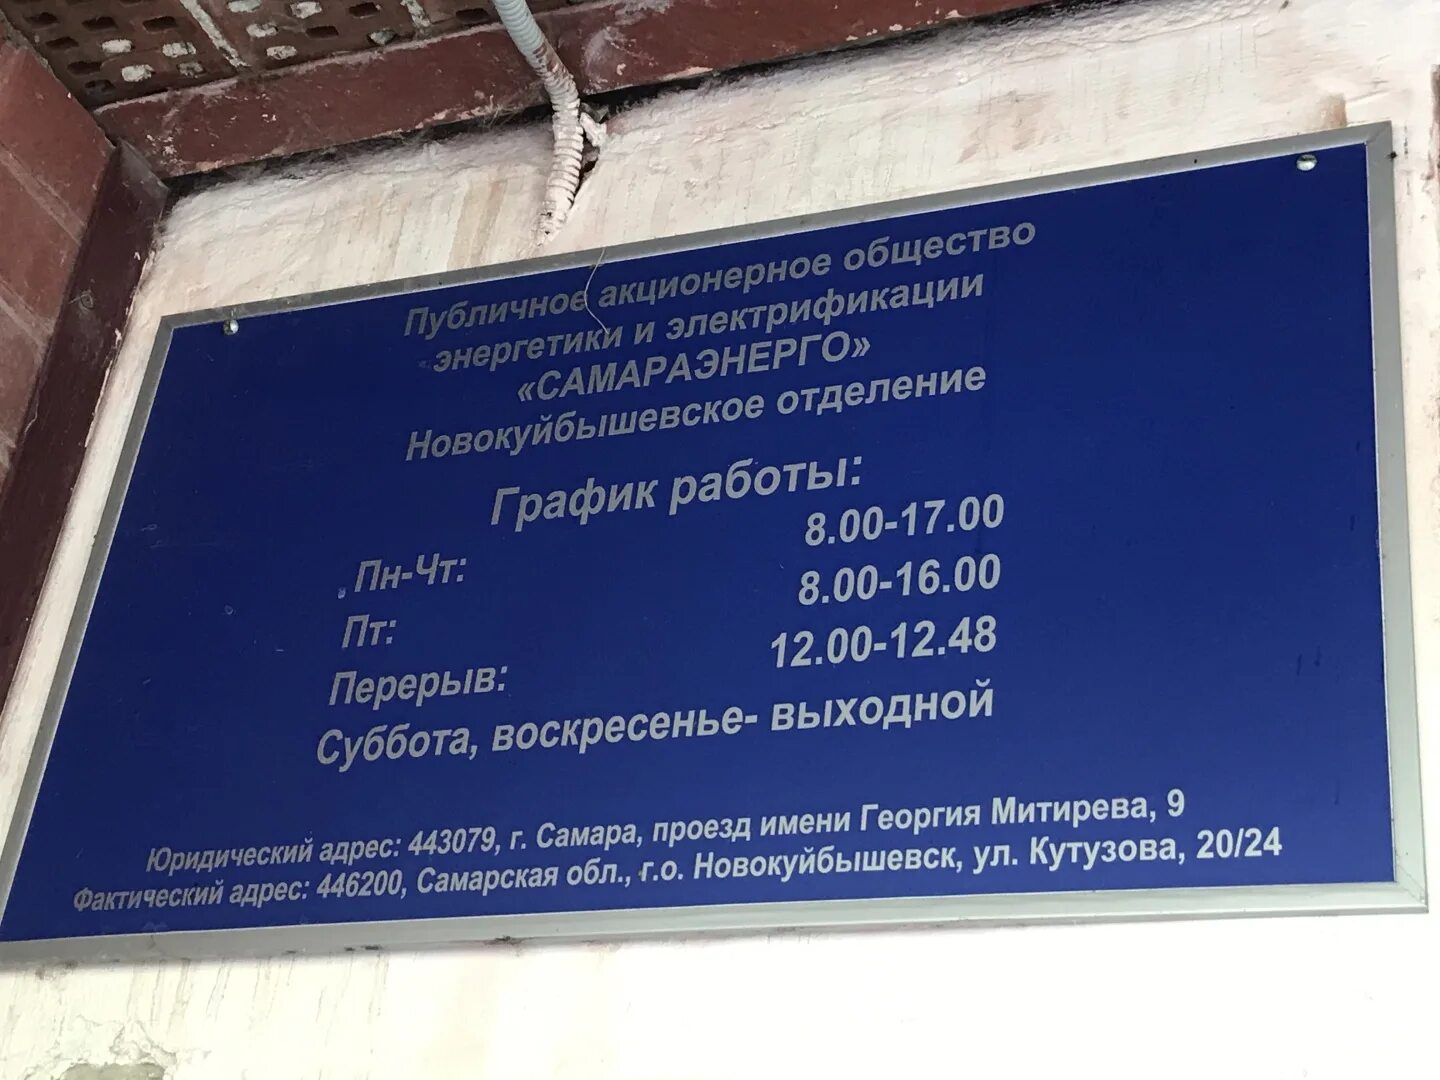 Публичное акционерное общество
энергетики и электрификации
«САМАРАЭНЕРГО»
Новокуйбышевское отделение
График работы:
Пн-Чт: 8.00-17.00
Пт: 8.00-16.00
Перерыв: 12.00-12.48
Суббота, воскресенье- выходной
Юридический адрес: 443079, г. Самара, проезд имени Георгия Митирева, 9
Фактический адрес: 446200, Самарская обл., г.о. Новокуйбышевск, ул. Кутузова, 20/24